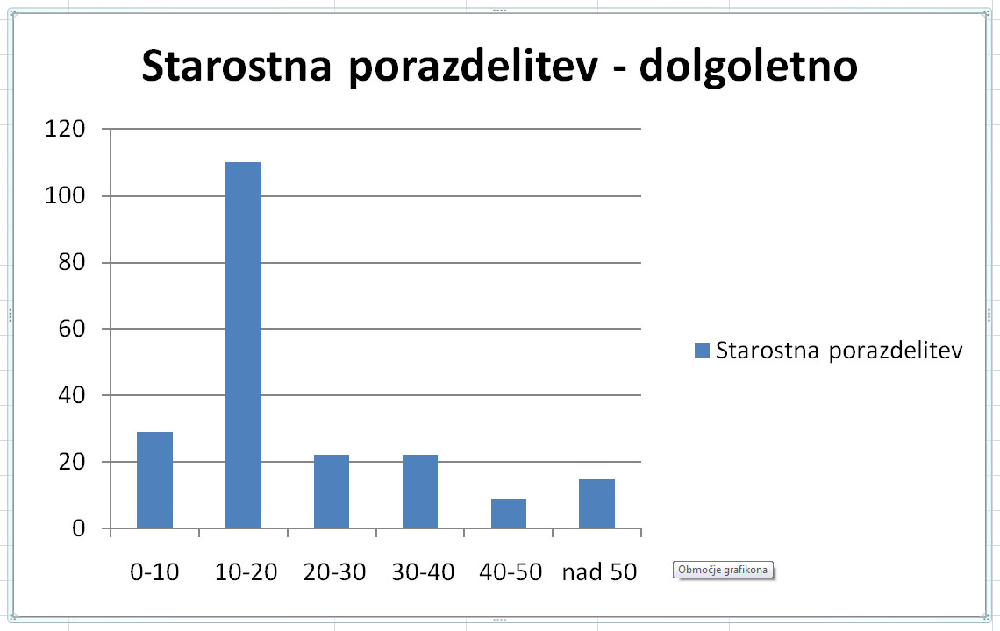 Starostna porazdelitev - dolgoletno
120
100
80
60
40
20
0
0-10 10-20 20-30 30-40 40-50 nad 50
Starostna porazdelitev
Območje grafikona